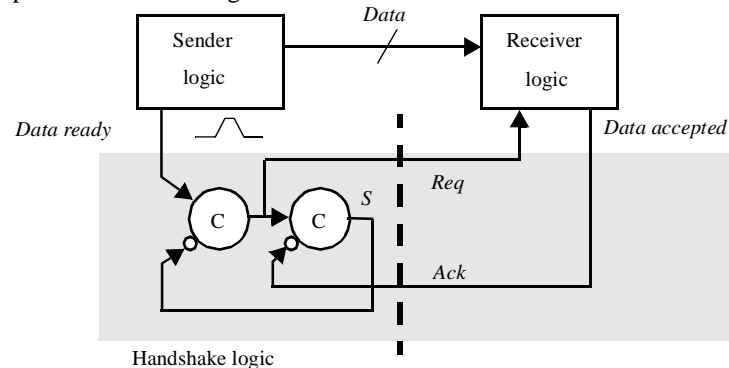 Data
Sender
logic
Receiver
logic
Data ready
Data accepted
S
Req
C
C
Ack
Handshake logic